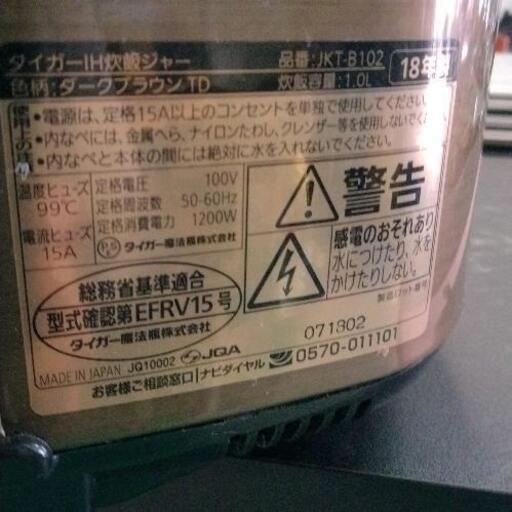 タイガーIH炊飯ジャー 品番:JKT-B102 18年
色柄:ダークブラウン TD 炊飯容量:1.0L
・電源は、定格15A以上のコンセントを単独で使用してください。
・内なべには、金属へら、ナイロンたわし、クレンザー等を使用しないでください。
・内なべと本体の間には絶対に水を入れないでください。
温度ヒューズ
99℃
電流ヒューズ
15A
定格電圧 100V
定格周波数 50-60Hz
定格消費電力 1200W
タイガー魔法瓶株式会社
警告
感電のおそれあり
水につけたり、水を
かけたりしない。
総務省基準適合
型式確認第EFRV15号
タイガー魔法瓶株式会社
製造ロット番号
071302
MADE IN JAPAN JQ10002 JQA
お客様ご相談窓口 ナビダイヤル 0570-011101